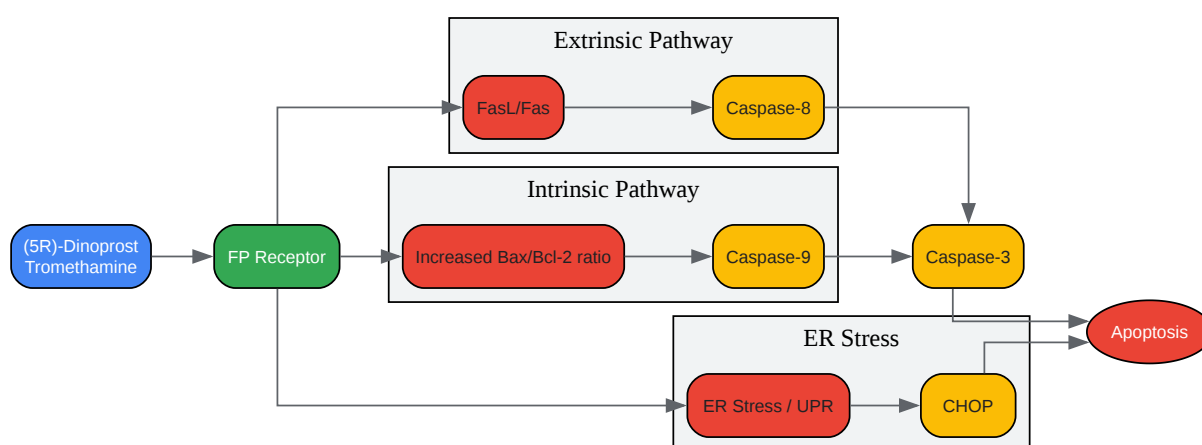 Extrinsic Pathway
FasL/Fas
Caspase-8
Intrinsic Pathway
(5R)-Dinoprost
Tromethamine
FP Receptor
Increased Bax/Bcl-2 ratio
Caspase-9
Caspase-3
ER Stress
Apoptosis
ER Stress / UPR
CHOP